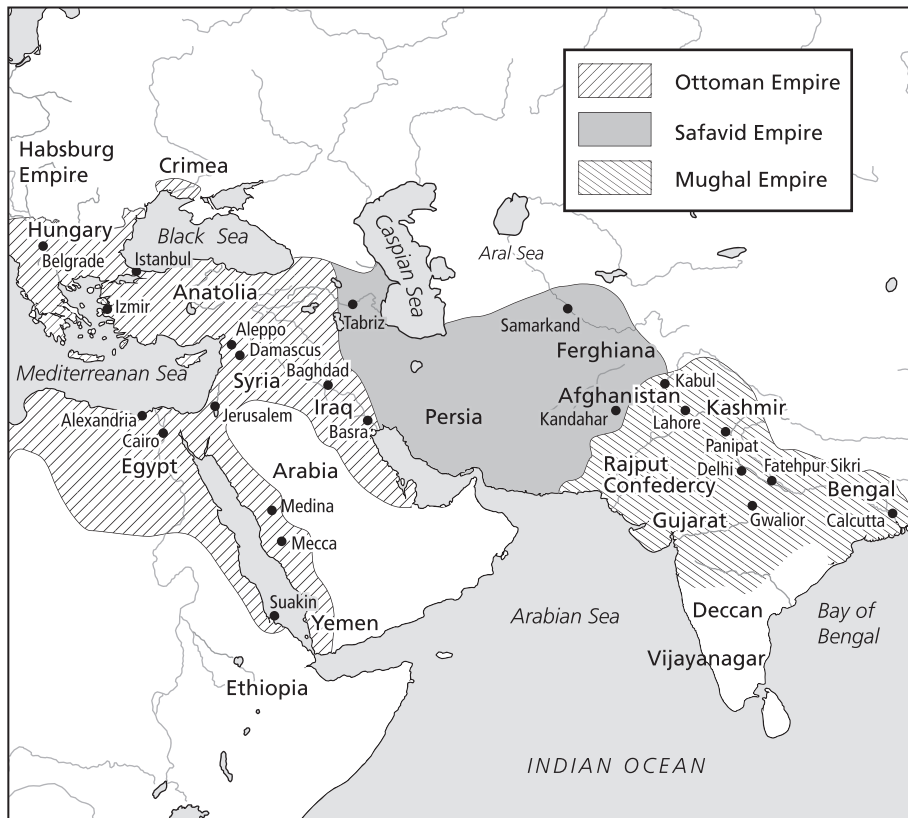 Ottoman Empire
Safavid Empire
Mughal Empire
Habsburg
Empire
Crimea
Hungary
Belgrade
Black Sea
Istanbul
Caspian Sea
Aral Sea
Anatolia
Izmir
Tabriz
Samarkand
Aleppo
Damascus
Ferghiana
Mediterranean Sea
Syria
Baghdad
Kabul
Afghanistan
Iraq
Alexandria
Jerusalem
Persia
Kandahar
Lahore
Kashmir
Cairo
Basra
Panipat
Egypt
Arabia
Rajput
Confedercy
Delhi
Fatehpur Sikri
Bengal
Medina
Gujarat
Gwalior
Calcutta
Mecca
Suakin
Yemen
Arabian Sea
Deccan
Bay of
Bengal
Vijayanagar
Ethiopia
INDIAN OCEAN